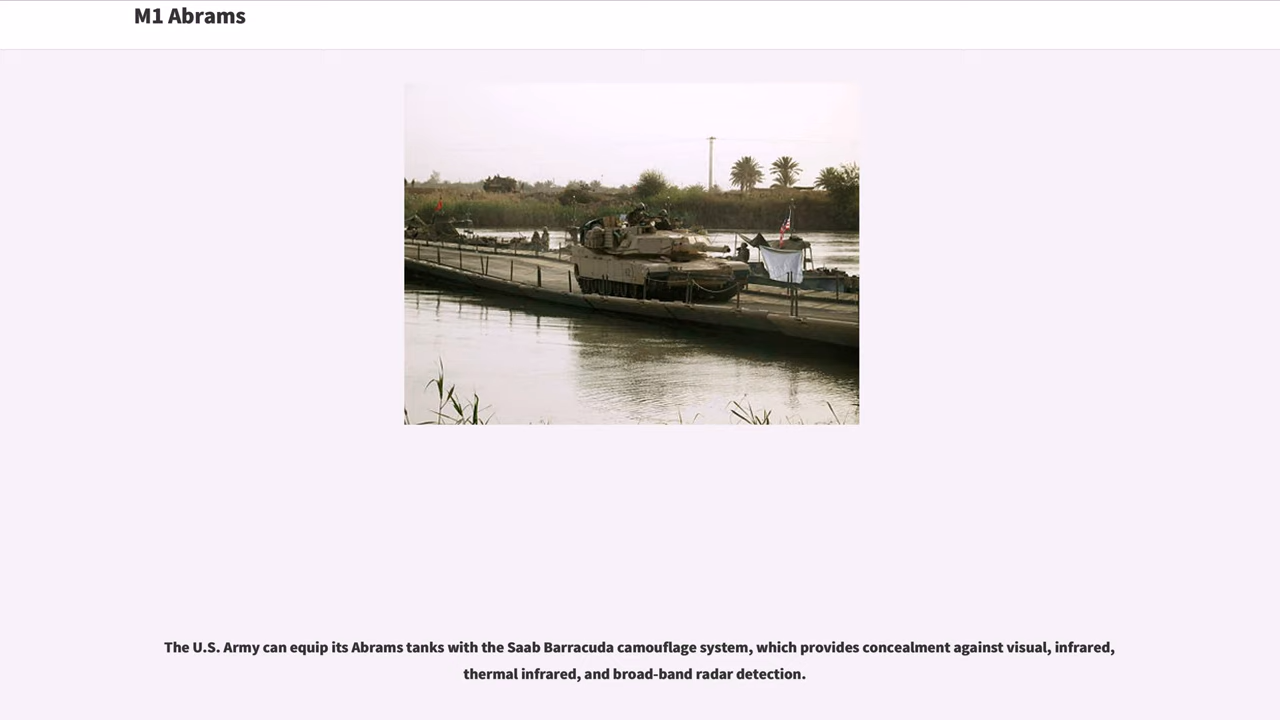 M1 Abrams
The U.S. Army can equip its Abrams tanks with the Saab Barracuda camouflage system, which provides concealment against visual, infrared,
thermal infrared, and broad-band radar detection.